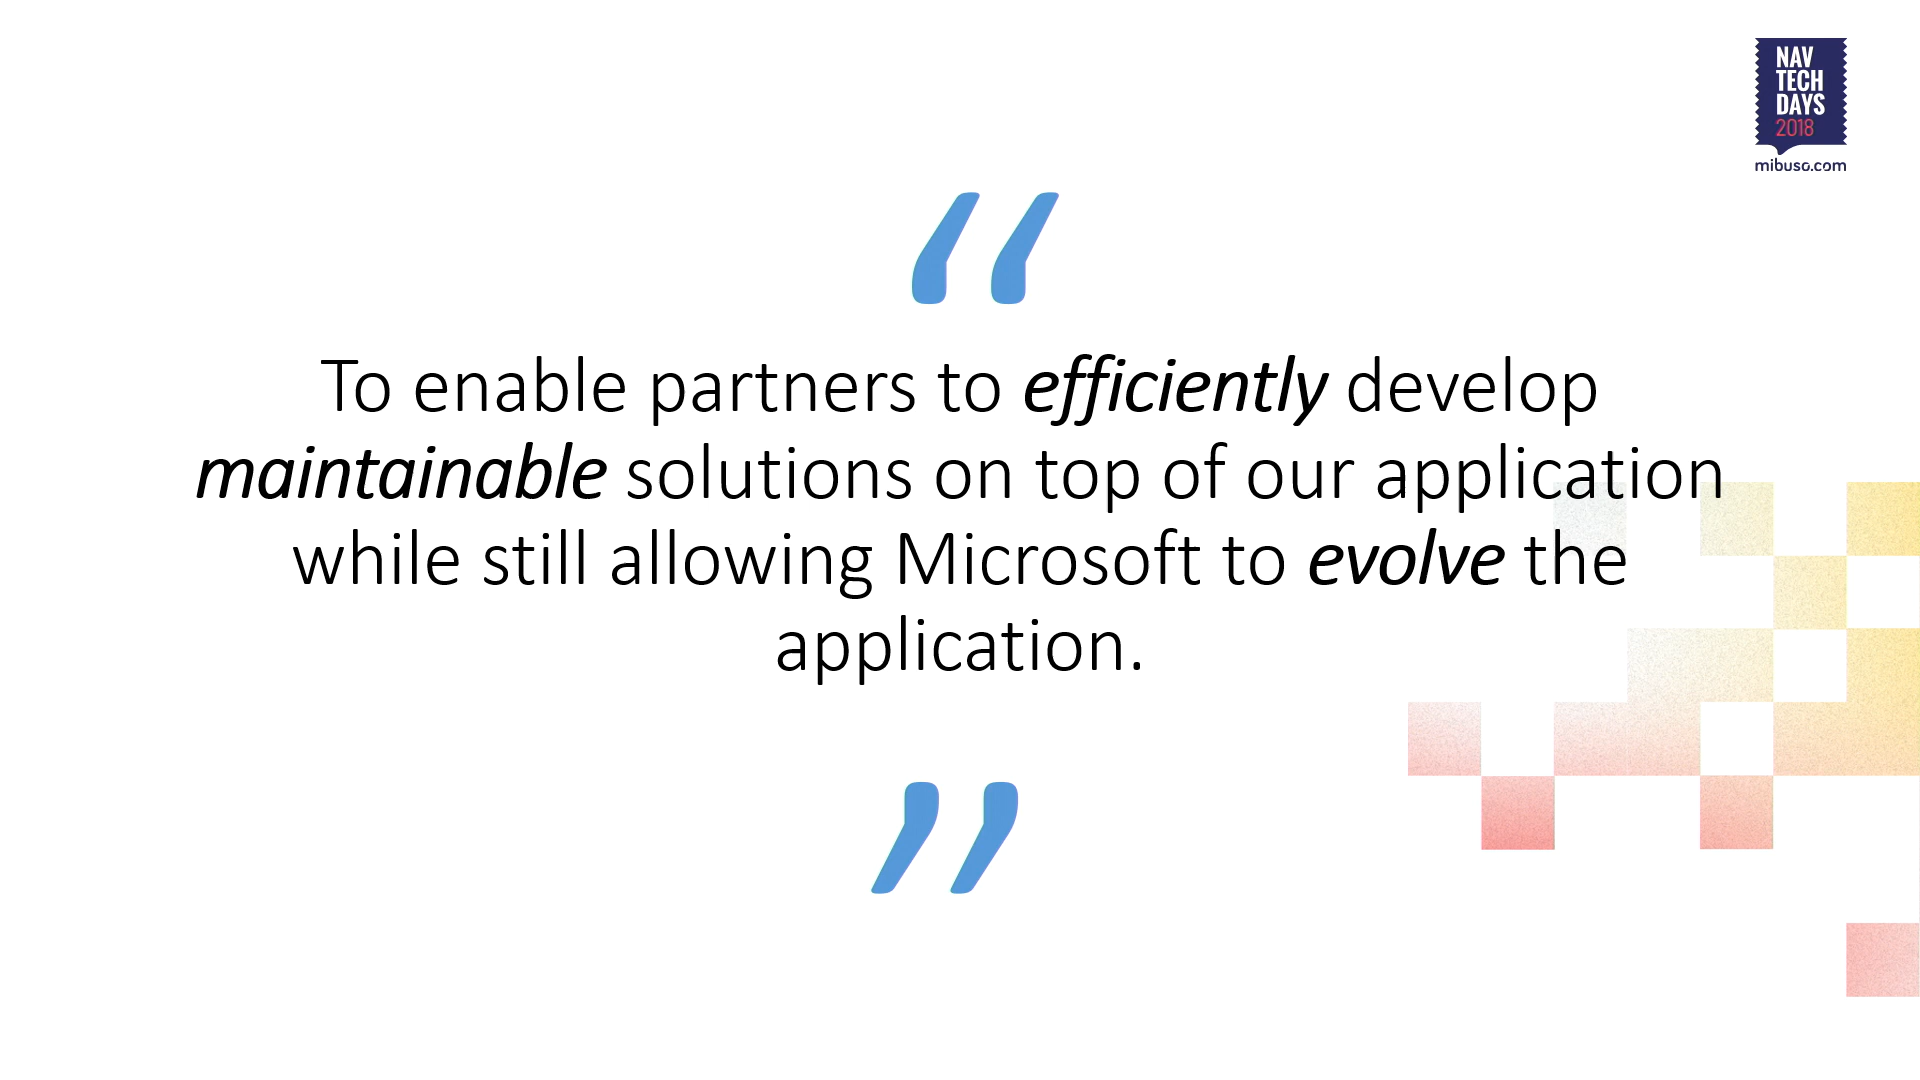 NAV
TECH
DAYS
2018
mibuso.com
“
To enable partners to efficiently develop
maintainable solutions on top of our application
while still allowing Microsoft to evolve the
application.
”